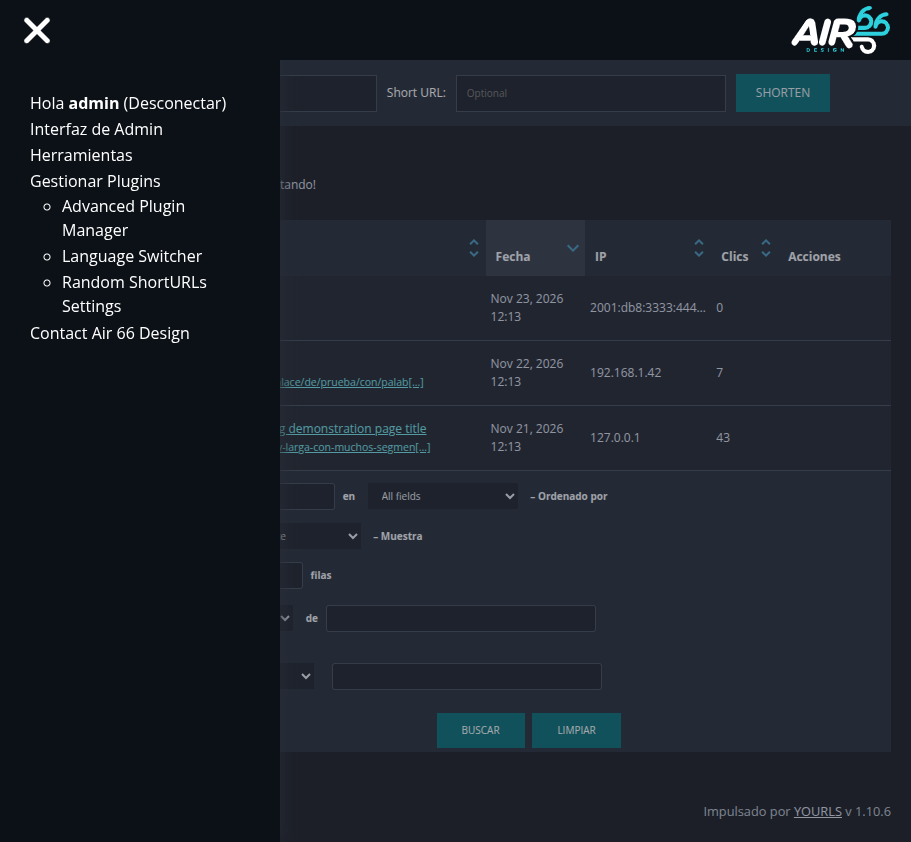 AIR66
DESIGN
Hola admin (Desconectar)
Interfaz de Admin
Herramientas
Gestionar Plugins
Advanced Plugin
Manager
Language Switcher
Random ShortURLs
Settings
Contact Air 66 Design
Short URL: Optional SHORTEN
tando!
Fecha IP Clics Acciones
Nov 23, 2026
12:13
2001:db8:3333:444... 0
Nov 22, 2026
12:13
lace/de/prueba/con/palab[...]
192.168.1.42 7
g demonstration page title
y-larga-con-muchos-segmen[...]
Nov 21, 2026
12:13
127.0.0.1 43
en All fields – Ordenado por
e – Muestra
filas
de
BUSCAR LIMPIAR
Impulsado por YOURLS v 1.10.6